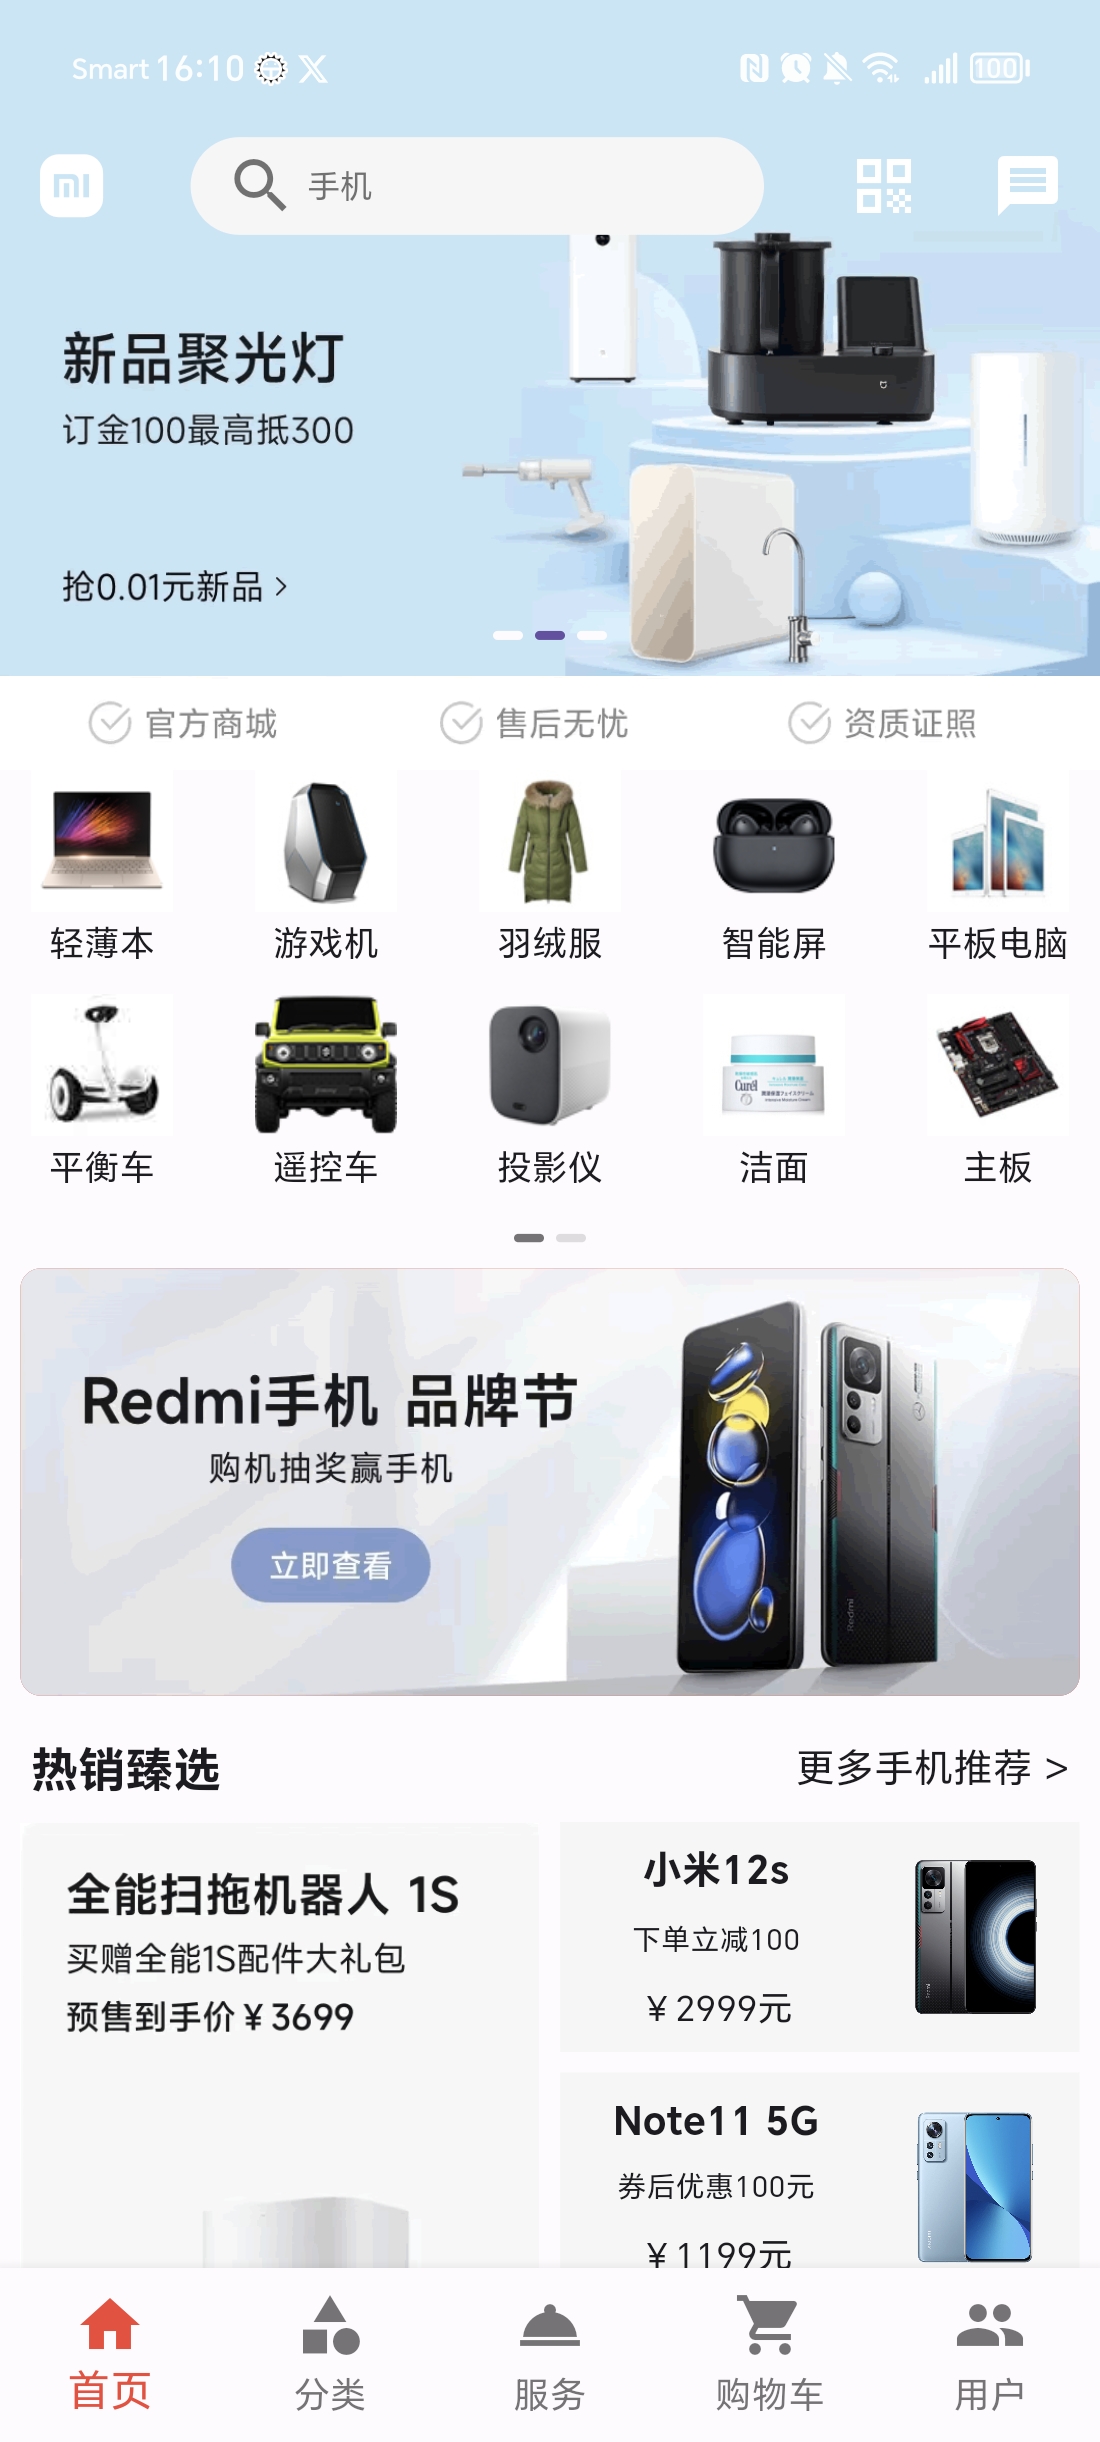 Smart 16:10 100
mi 手机
新品聚光灯
订金100最高抵300
抢0.01元新品 >
官方商城 售后无忧 资质证照
轻薄本 游戏机 羽绒服 智能屏 平板电脑
Curél
平衡车 遥控车 投影仪 洁面 主板
Redmi手机 品牌节
购机抽奖赢手机
立即查看
Redmi
热销臻选 更多手机推荐 >
全能扫拖机器人 1S
买赠全能1S配件大礼包
预售到手价¥3699
小米12s
下单立减100
¥ 2999元
Note11 5G
券后优惠100元
¥ 1199元
首页 分类 服务 购物车 用户